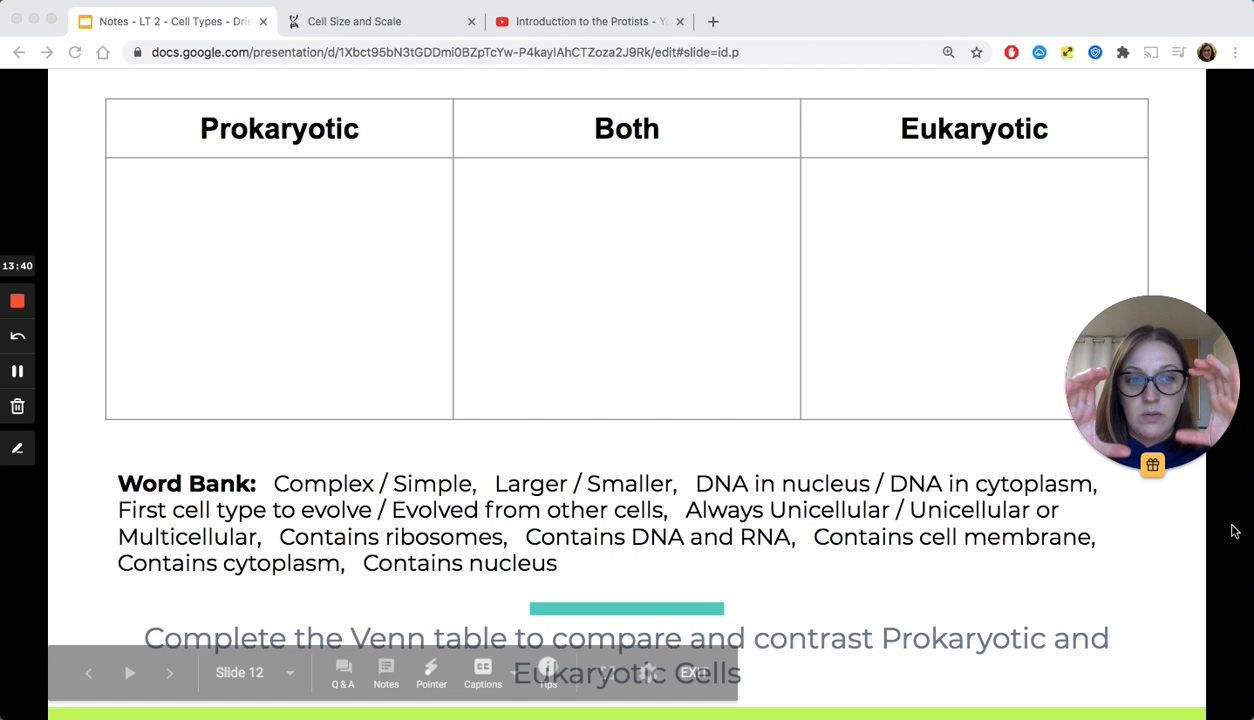 Notes - LT 2 - Cell Types - Drie
Cell Size and Scale
Introduction to the Protists - Y
docs.google.com/presentation/d/1Xbct95bN3tGDDmi0BZpTcYw-P4kaylAhCTZoza2J9Rk/edit#slide=id.p
Prokaryotic Both Eukaryotic
13:40
Word Bank: Complex / Simple, Larger / Smaller, DNA in nucleus / DNA in cytoplasm,
First cell type to evolve / Evolved from other cells, Always Unicellular / Unicellular or
Multicellular, Contains ribosomes, Contains DNA and RNA, Contains cell membrane,
Contains cytoplasm, Contains nucleus
Complete the Venn table to compare and contrast Prokaryotic and
Eukaryotic Cells
Slide 12
Q & A
Notes
Pointer
CC
Captions
Tips
EXIT